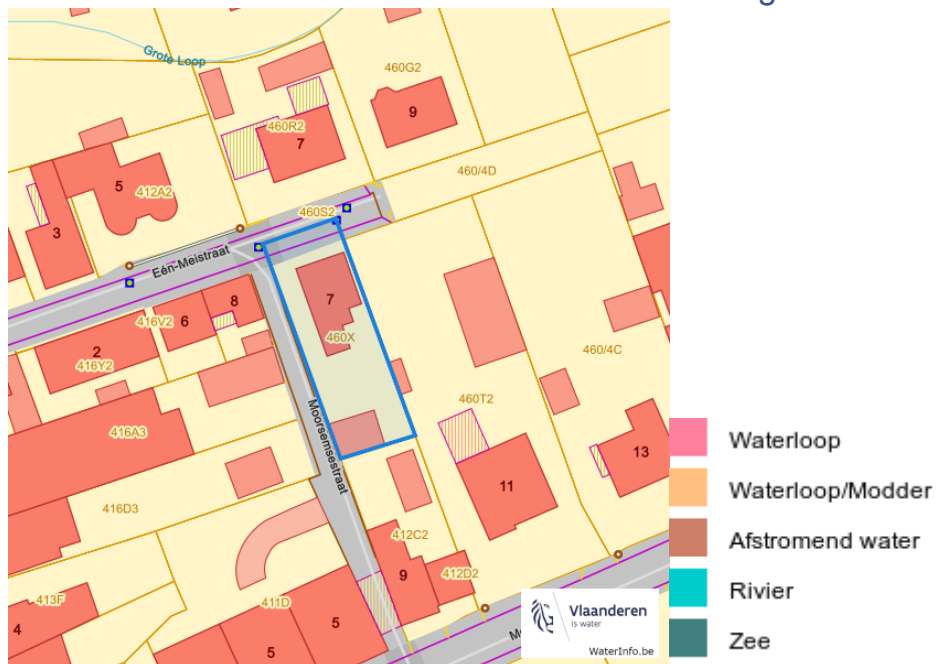 Grote Loop
460G2
9
460R2
7
460/4D
5
412A2
460S2
3
Eén-Meistraat
7
8
416V2
6
460X
2
416Y2
460/4C
Moorsemsestraat
460T2
416A3
13
11
416D3
412C2
9
412D2
413F
411D
4
5
5
Vlaanderen
is water
WaterInfo.be
Waterloop
Waterloop/Modder
Afstromend water
Rivier
Zee